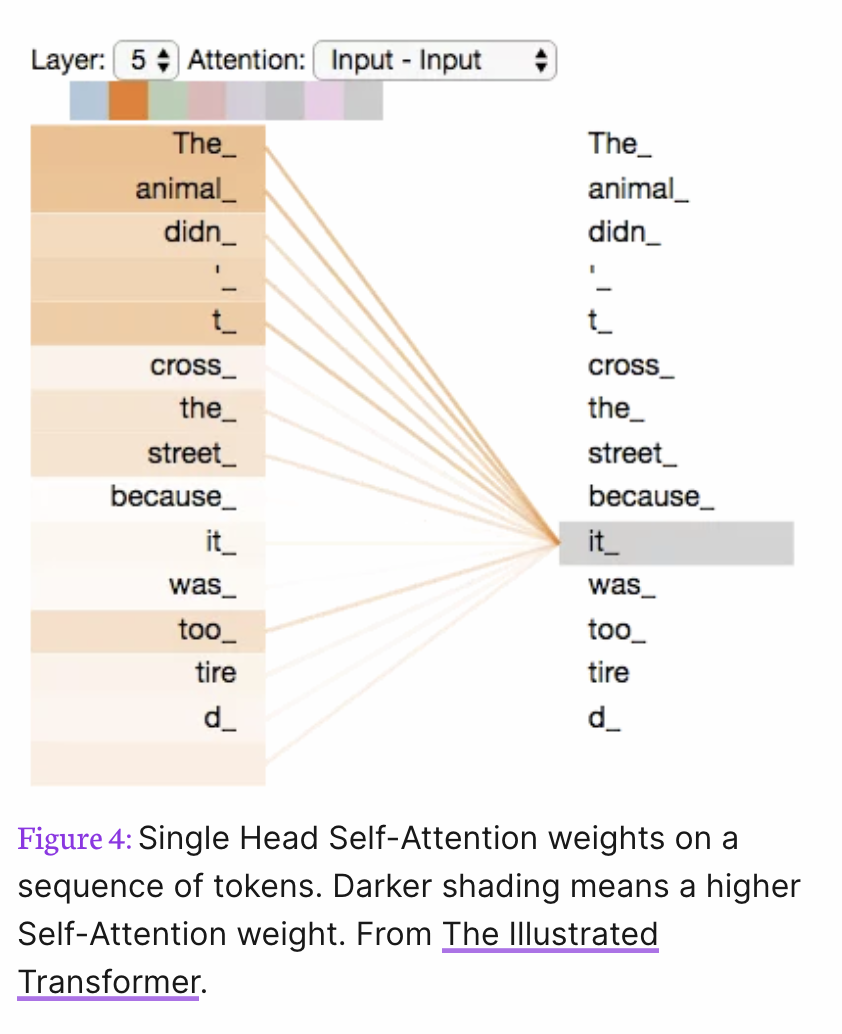 Layer: 5 Attention: Input - Input
The_ The_
animal_ animal_
didn_ didn_
'_ '_
t_ t_
cross_ cross_
the_ the_
street_ street_
because_ because_
it_ it_
was_ was_
too_ too_
tire tire
d_ d_
Figure 4: Single Head Self-Attention weights on a
sequence of tokens. Darker shading means a higher
Self-Attention weight. From The Illustrated
Transformer.